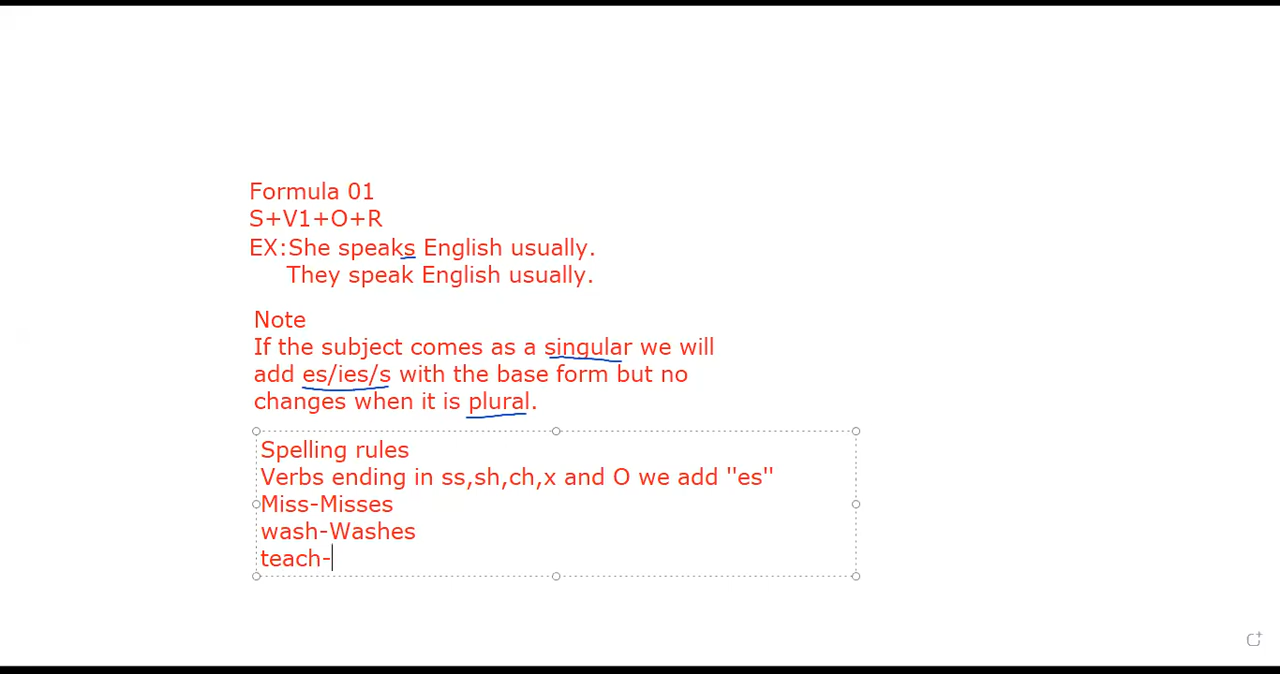 Formula 01
S+V1+O+R
EX:She speaks English usually.
They speak English usually.
Note
If the subject comes as a singular we will
add es/ies/s with the base form but no
changes when it is plural.
Spelling rules
Verbs ending in ss,sh,ch,x and O we add "es"
Miss-Misses
wash-Washes
teach-